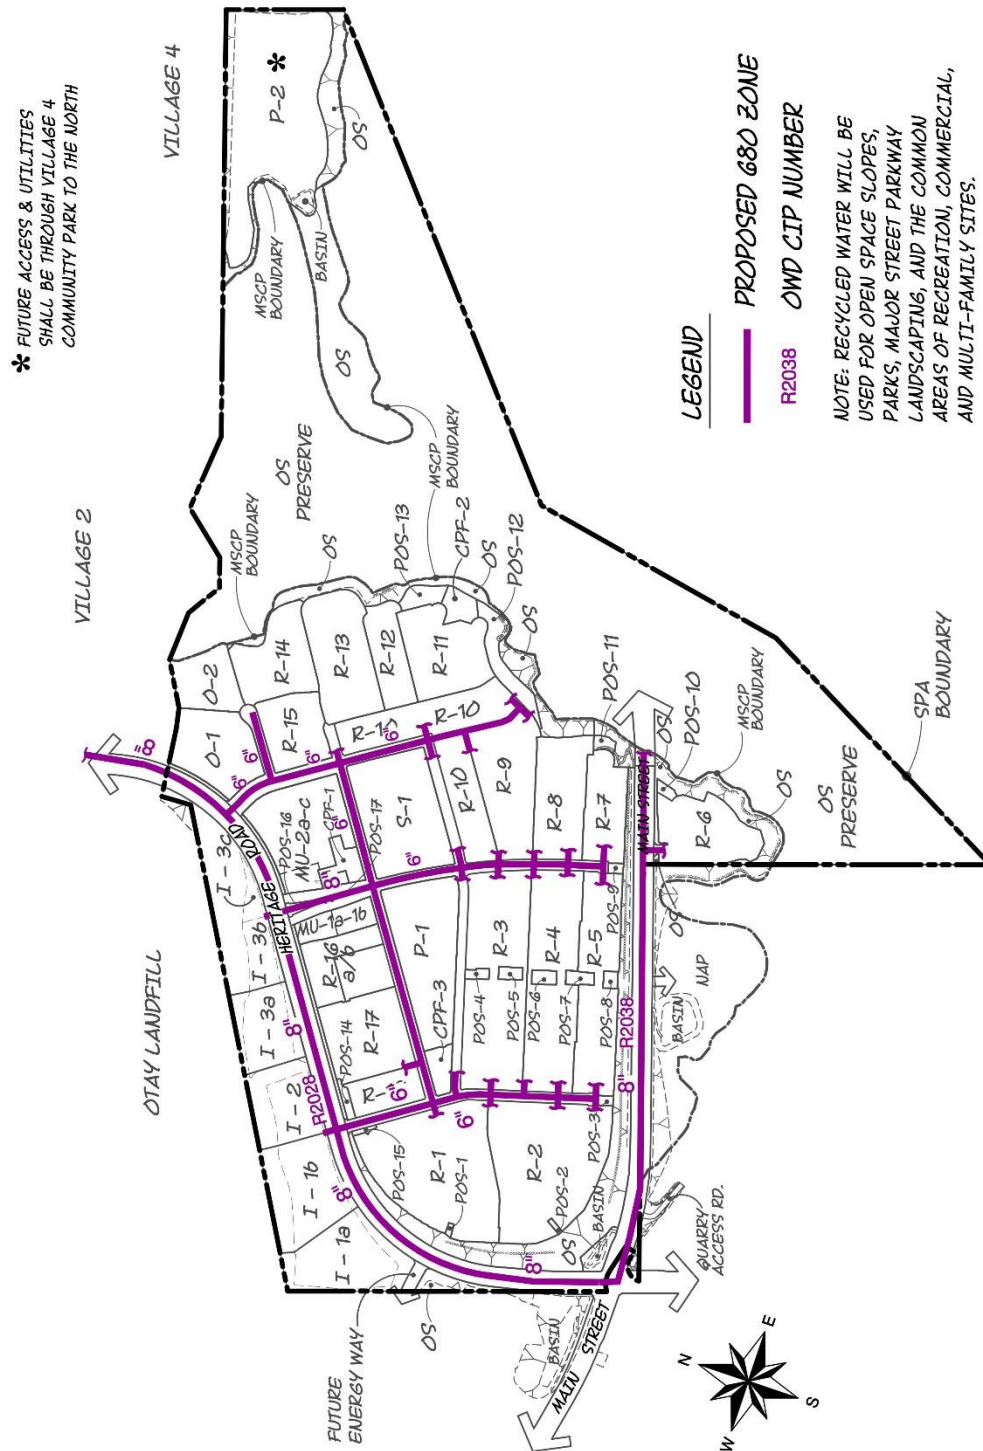 * FUTURE ACCESS & UTILITIES
SHALL BE THROUGH VILLAGE 4
COMMUNITY PARK TO THE NORTH
VILLAGE 4
P-2 *
OS
MSCP
BOUNDARY
BASIN
OS
MSCP
BOUNDARY
OS
PRESERVE
VILLAGE 2
MSCP
BOUNDARY
OS
POS-13
CPF-2
OS
POS-12
OS
O-2
R-14
R-13
R-12
R-11
O-1
R-15
R-10
R-10
R-10
R-9
R-8
R-7
POS-11
OS
POS-10
MSCP
BOUNDARY
OS
R-6
OS
PRESERVE
SPA
BOUNDARY
8"
6"
6"
6"
6"
6"
8"
HERITAGE
ROAD
POS-16
MU-2a-c
CPF-1
POS-17
S-1
MAIN STREET
I - 3c
I - 3b
I - 3a
I - 2
I - 1b
I - 1a
OTAY LANDFILL
MU-1a-1b
R-16
a/b
P-1
R-3
R-4
R-5
POS-9
OS
NAP
BASIN
8"
R2028
POS-14
R-17
CPF-3
POS-4
POS-5
POS-6
POS-7
POS-8
R2038
8"
6"
6"
POS-15
R-1
POS-1
R-2
POS-2
POS-3
8"
8"
OS
BASIN
QUARRY
ACCESS RD.
FUTURE
ENERGY WAY
OS
BASIN
MAIN STREET
N
E
S
W
LEGEND
PROPOSED 680 ZONE
R2038
OWD CIP NUMBER
NOTE: RECYCLED WATER WILL BE
USED FOR OPEN SPACE SLOPES,
PARKS, MAJOR STREET PARKWAY
LANDSCAPING, AND THE COMMON
AREAS OF RECREATION, COMMERCIAL,
AND MULTI-FAMILY SITES.